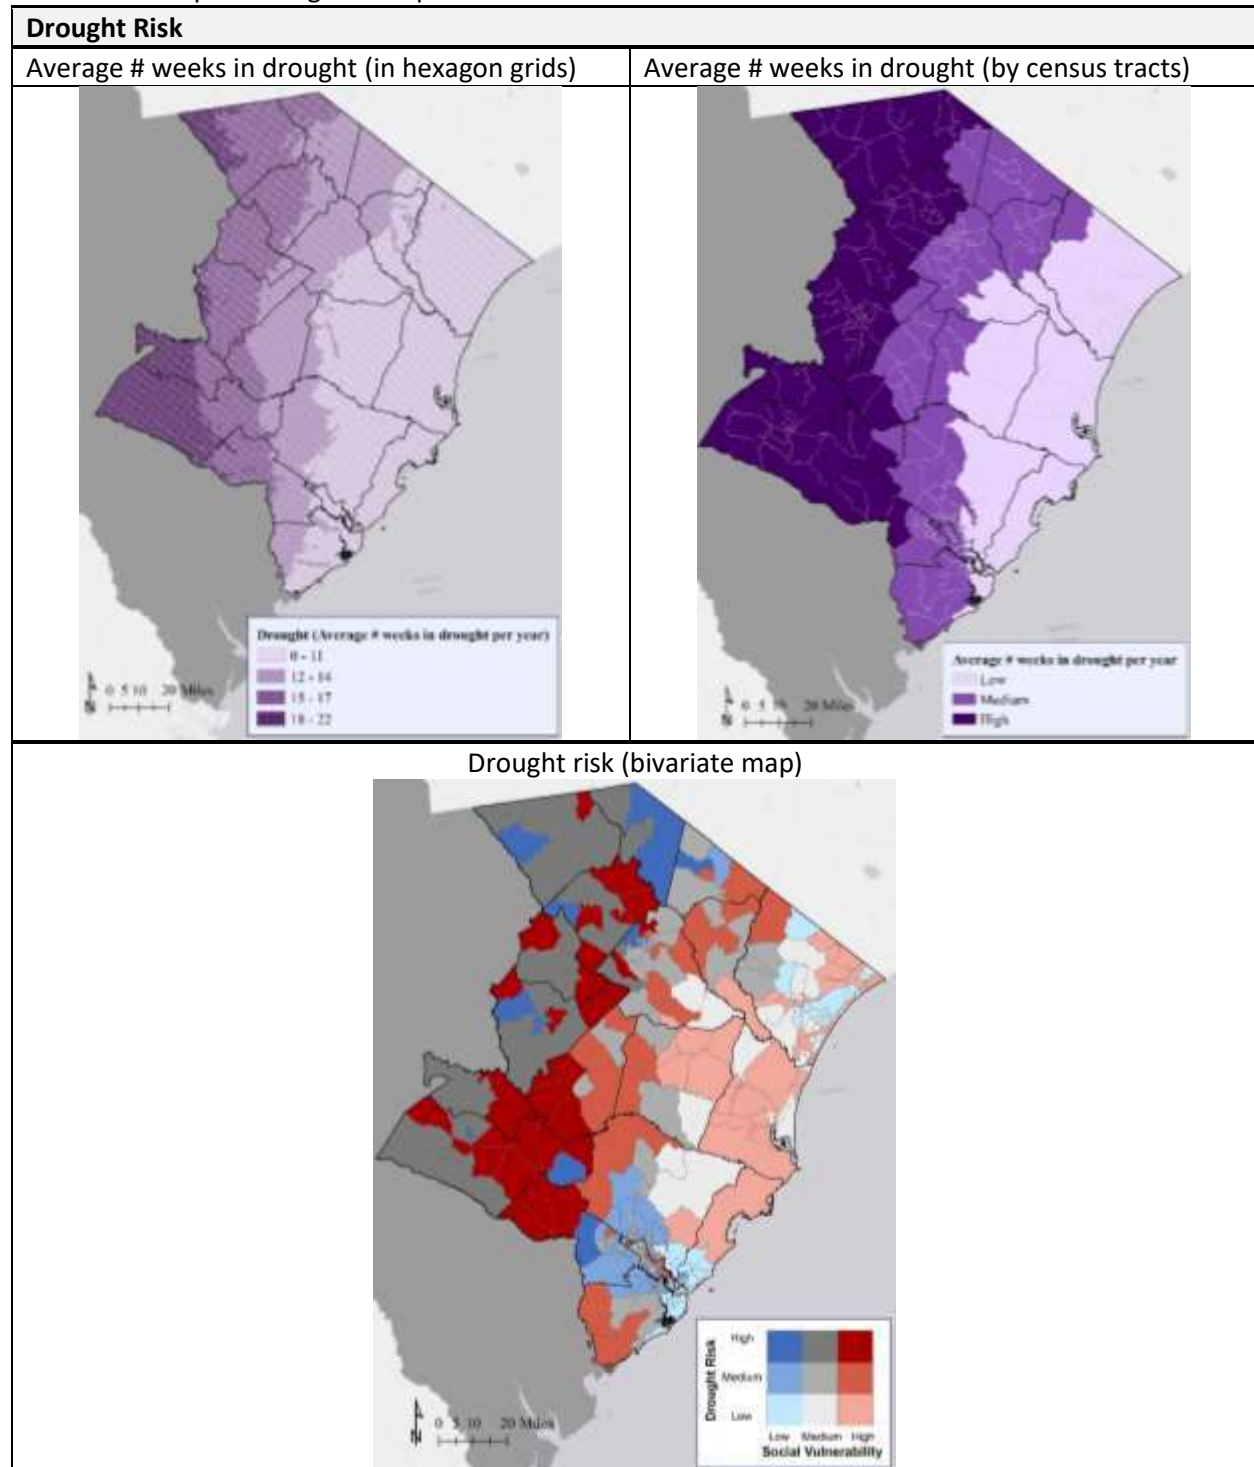 Drought Risk
Average # weeks in drought (in hexagon grids)
Average # weeks in drought (by census tracts)
Drought (Average # weeks in drought per year)
0 - 11
12 - 14
15 - 17
18 - 22
N
0 5 10 20 Miles
Average # weeks in drought per year
Low
Medium
High
N
0 5 10 20 Miles
Drought risk (bivariate map)
Drought Risk
High
Medium
Low
Low Medium High
Social Vulnerability
N
0 5 10 20 Miles